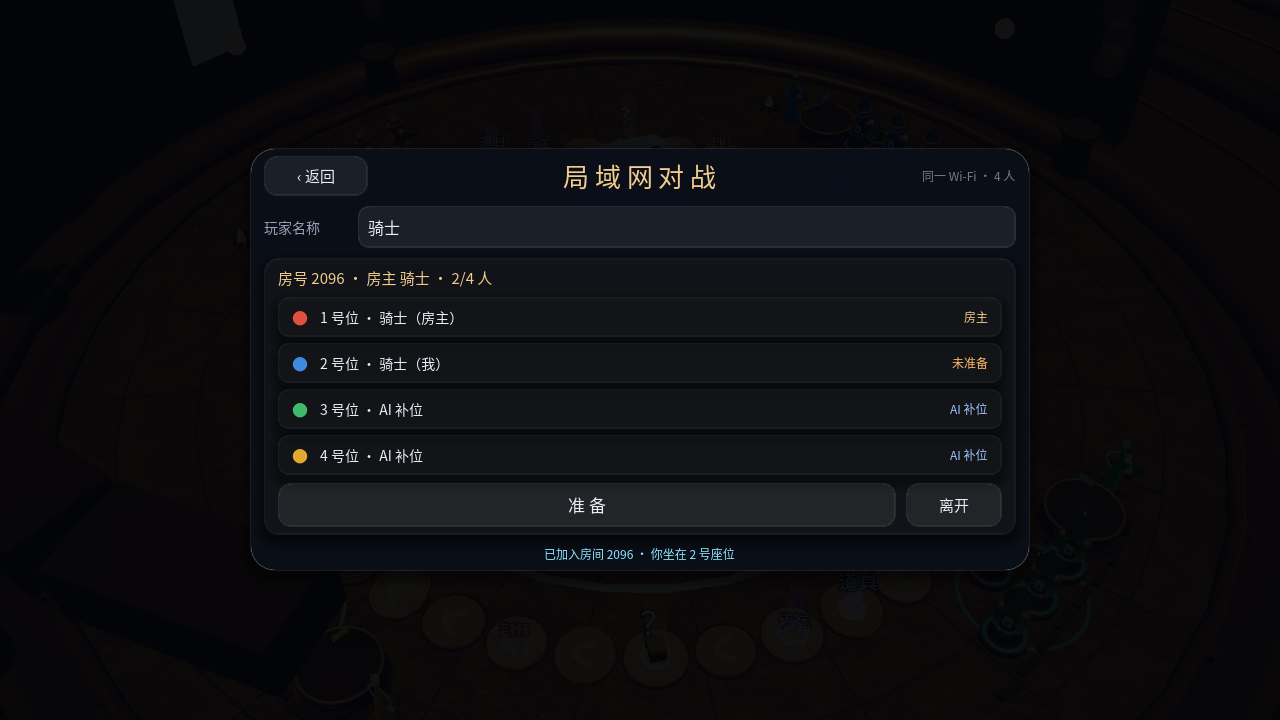 ‹ 返回
局域网对战
同一 Wi-Fi · 4 人
玩家名称
骑士
房号 2096 · 房主 骑士 · 2/4 人
1 号位 · 骑士（房主）
房主
2 号位 · 骑士（我）
未准备
3 号位 · AI 补位
AI 补位
4 号位 · AI 补位
AI 补位
准 备
离开
已加入房间 2096 · 你坐在 2 号座位
道具
?